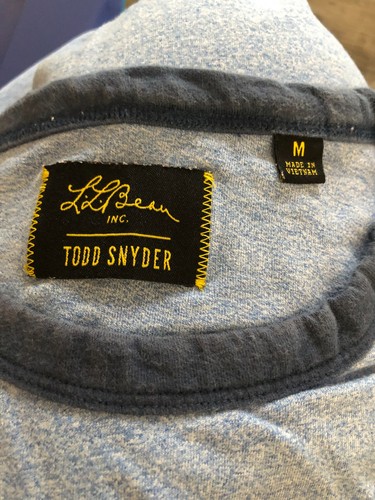 L.L.Bean
INC.
TODD SNYDER
M
MADE IN
VIETNAM